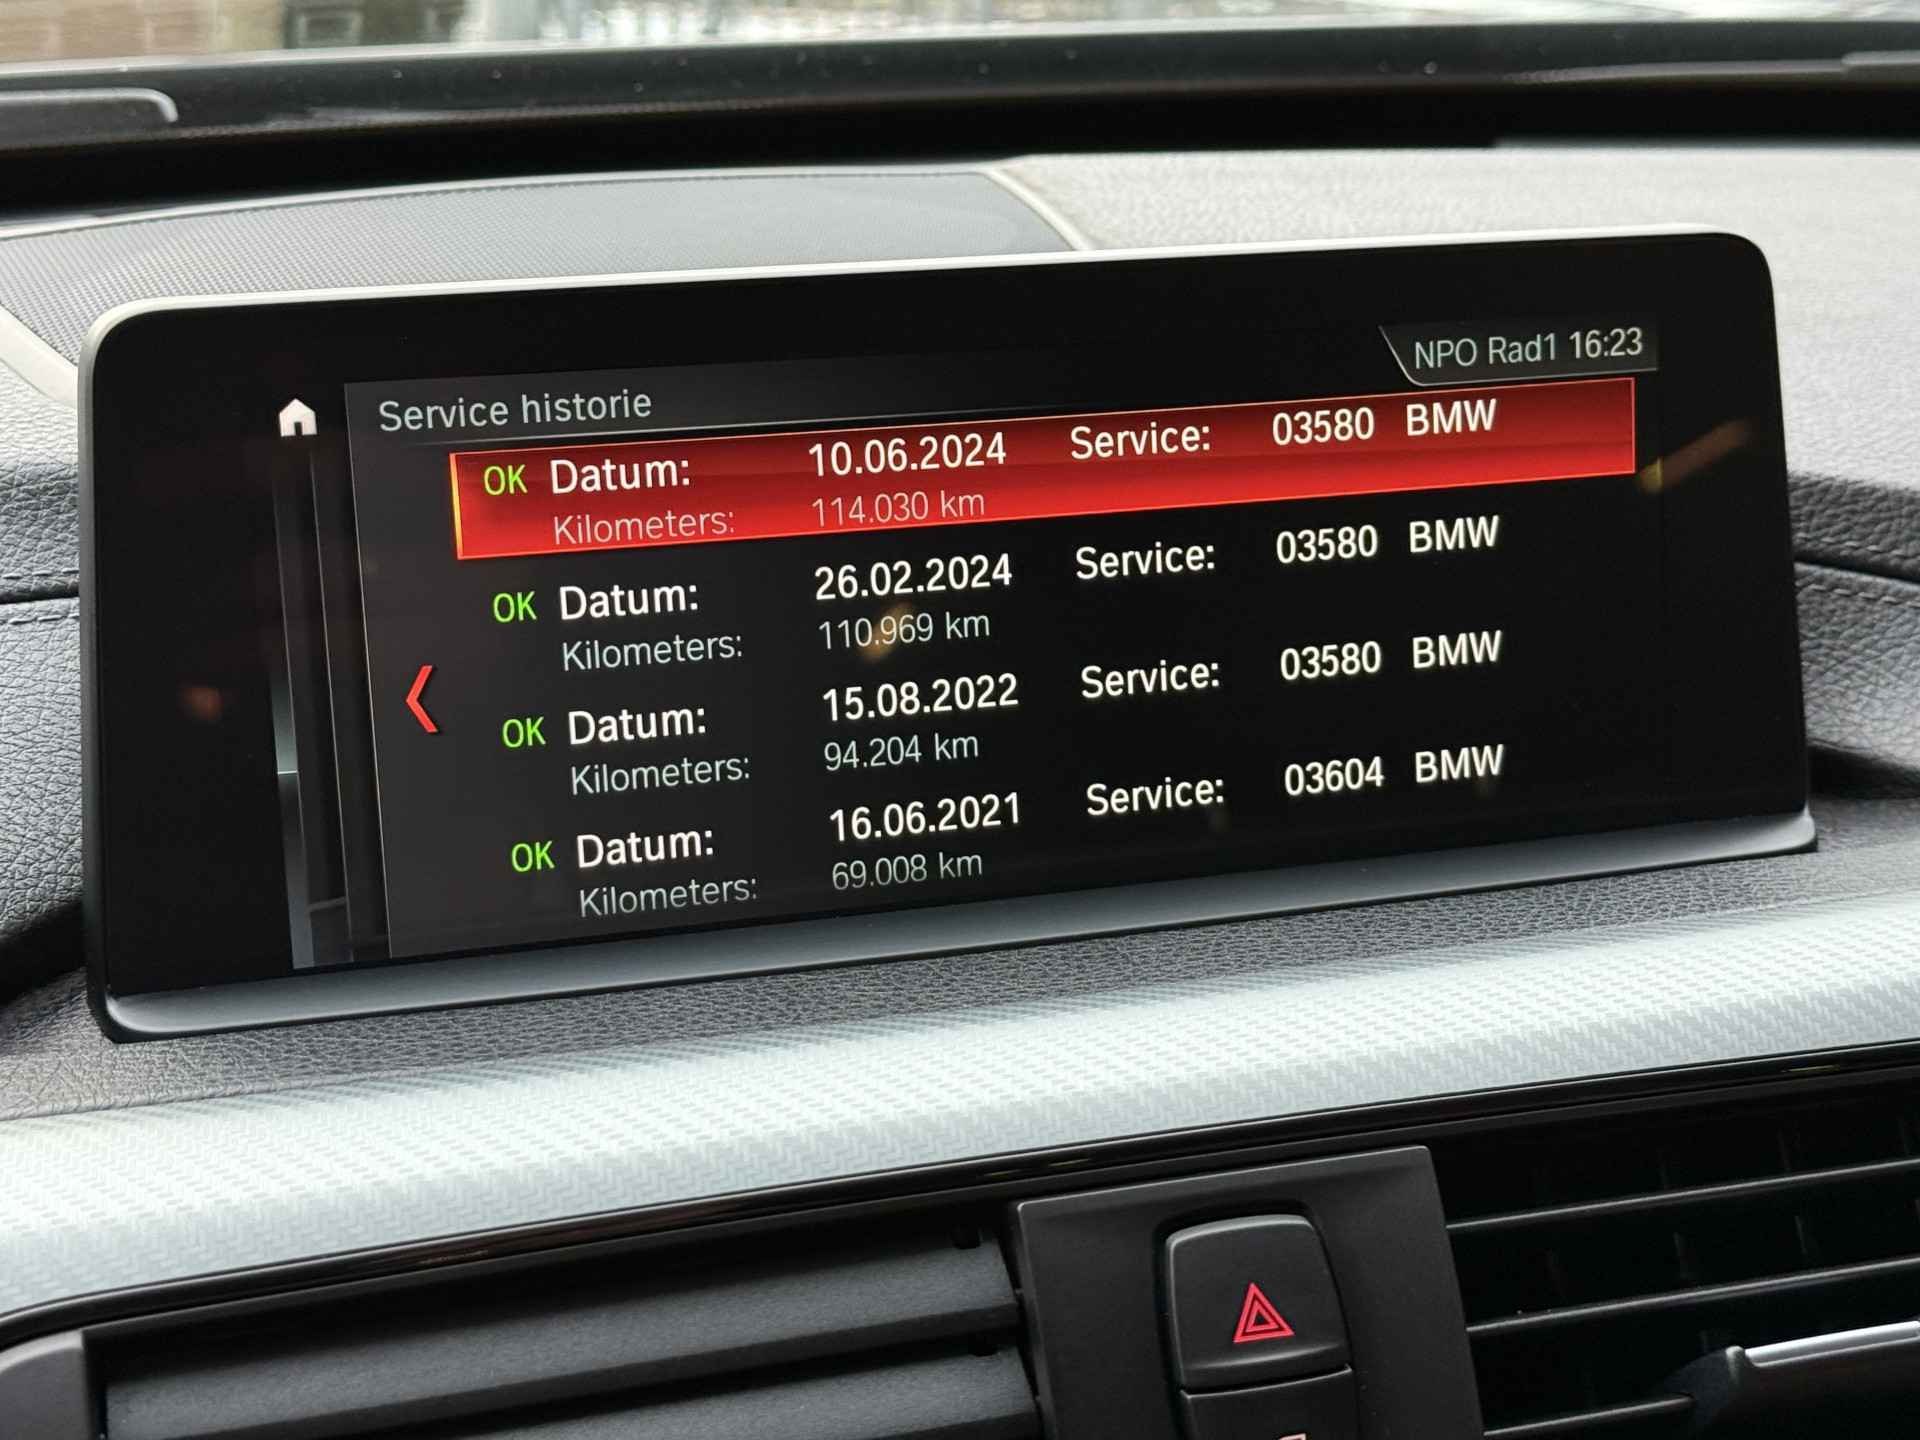 NPO Rad1 16:23
Service historie
OK Datum: 10.06.2024 Service: 03580 BMW
Kilometers: 114.030 km
OK Datum: 26.02.2024 Service: 03580 BMW
Kilometers: 110.969 km
OK Datum: 15.08.2022 Service: 03580 BMW
Kilometers: 94.204 km
OK Datum: 16.06.2021 Service: 03604 BMW
Kilometers: 69.008 km